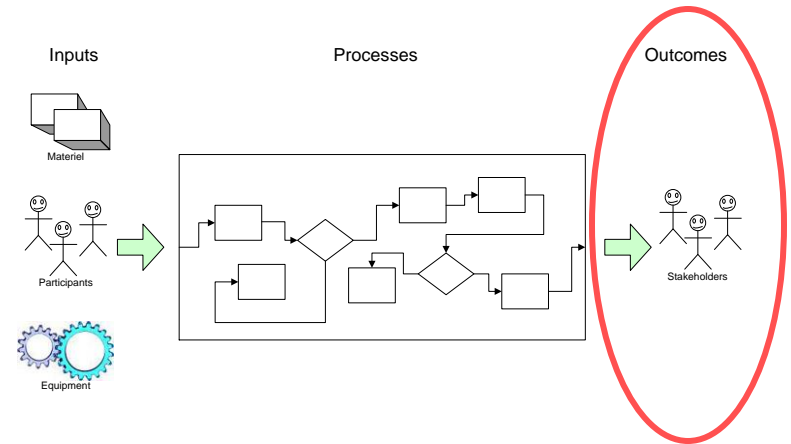 Inputs
Processes
Outcomes
Materiel
Participants
Stakeholders
Equipment